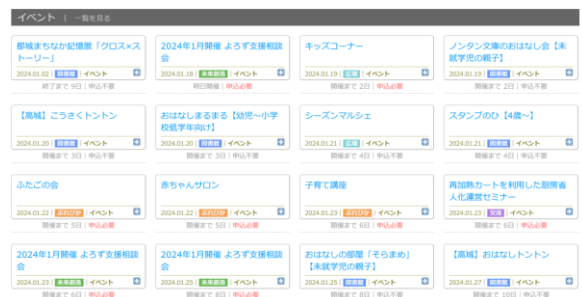 イベント | 一覧を見る
都城まちなか記憶展「クロス×ストーリー」
2024.01.02 | 図書館 | イベント
終了まで 9日 | 申込不要
2024年1月開催 よろず支援相談会
2024.01.18 | 未来創造 | イベント
明日開催 | 申込必要
キッズコーナー
2024.01.19 | 広場 | イベント
開催まで 2日 | 申込不要
ノンタン文庫のおはなし会【未就学児の親子】
2024.01.19 | 図書館 | イベント
開催まで 2日 | 申込不要
【高城】こうさくトントン
2024.01.20 | 図書館 | イベント
開催まで 3日 | 申込不要
おはなしまるまる【幼児～小学校低学年向け】
2024.01.20 | 図書館 | イベント
開催まで 3日 | 申込不要
シーズンマルシェ
2024.01.21 | 広場 | イベント
開催まで 4日 | 申込不要
スタンプのひ【4歳～】
2024.01.21 | 図書館 | イベント
開催まで 4日 | 申込不要
ふたごの会
2024.01.22 | ぷれぴか | イベント
開催まで 5日 | 申込必要
赤ちゃんサロン
2024.01.22 | ぷれぴか | イベント
開催まで 5日 | 申込必要
子育て講座
2024.01.23 | ぷれぴか | イベント
開催まで 6日 | 申込必要
再加熱カートを利用した厨房省人化運営セミナー
2024.01.23 | 交流 | イベント
開催まで 6日 | 申込必要
2024年1月開催 よろず支援相談会
2024.01.23 | 未来創造 | イベント
開催まで 6日 | 申込必要
2024年1月開催 よろず支援相談会
2024.01.25 | 未来創造 | イベント
開催まで 8日 | 申込必要
おはなしの部屋「そらまめ」【未就学児の親子】
2024.01.25 | 図書館 | イベント
開催まで 8日 | 申込不要
【高城】おはなしトントン
2024.01.27 | 図書館 | イベント
開催まで 10日 | 申込不要